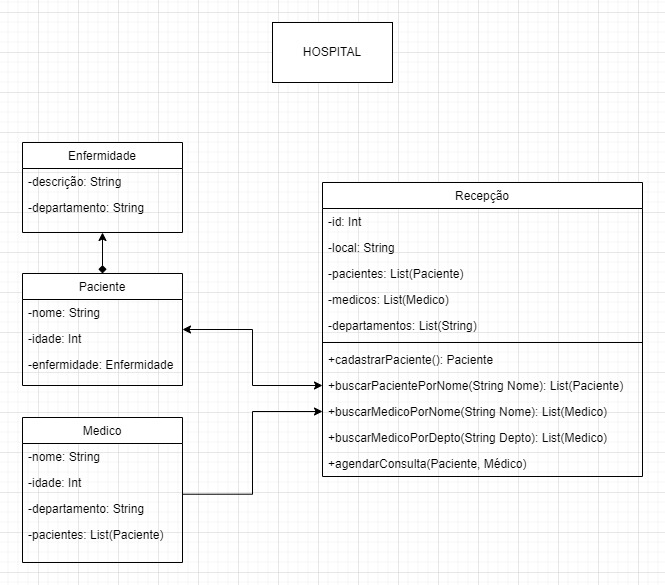 HOSPITAL
Enfermidade
-descrição: String
-departamento: String
Paciente
-nome: String
-idade: Int
-enfermidade: Enfermidade
Medico
-nome: String
-idade: Int
-departamento: String
-pacientes: List(Paciente)
Recepção
-id: Int
-local: String
-pacientes: List(Paciente)
-medicos: List(Medico)
-departamentos: List(String)
+cadastrarPaciente(): Paciente
+buscarPacientePorNome(String Nome): List(Paciente)
+buscarMedicoPorNome(String Nome): List(Medico)
+buscarMedicoPorDepto(String Depto): List(Medico)
+agendarConsulta(Paciente, Médico)